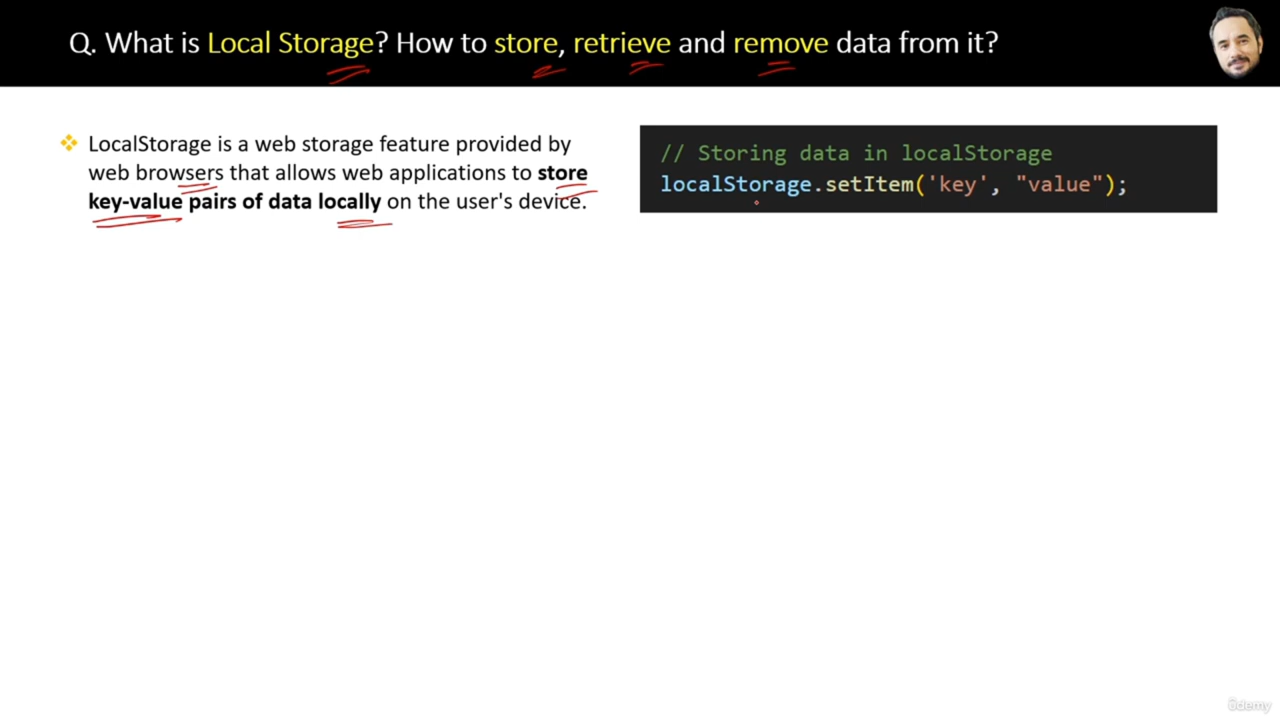 Q. What is Local Storage? How to store, retrieve and remove data from it?
LocalStorage is a web storage feature provided by
web browsers that allows web applications to store
key-value pairs of data locally on the user's device.
// Storing data in localStorage
localStorage.setItem('key', "value");
ûdemy